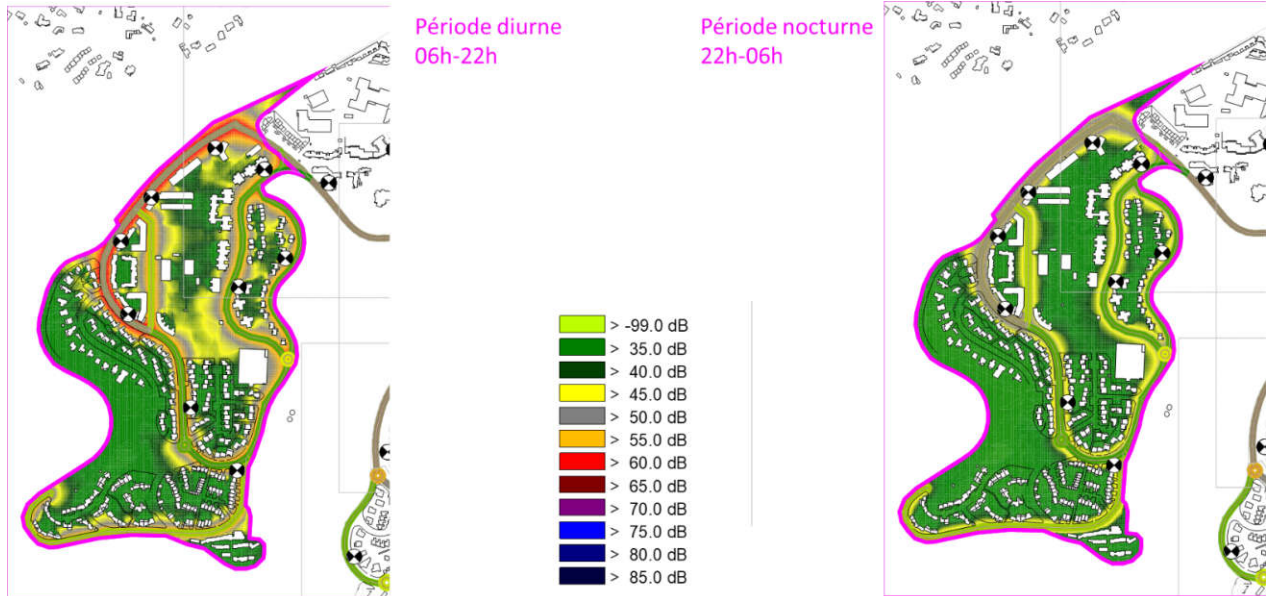 Période diurne
06h-22h
Période nocturne
22h-06h
> -99.0 dB
> 35.0 dB
> 40.0 dB
> 45.0 dB
> 50.0 dB
> 55.0 dB
> 60.0 dB
> 65.0 dB
> 70.0 dB
> 75.0 dB
> 80.0 dB
> 85.0 dB